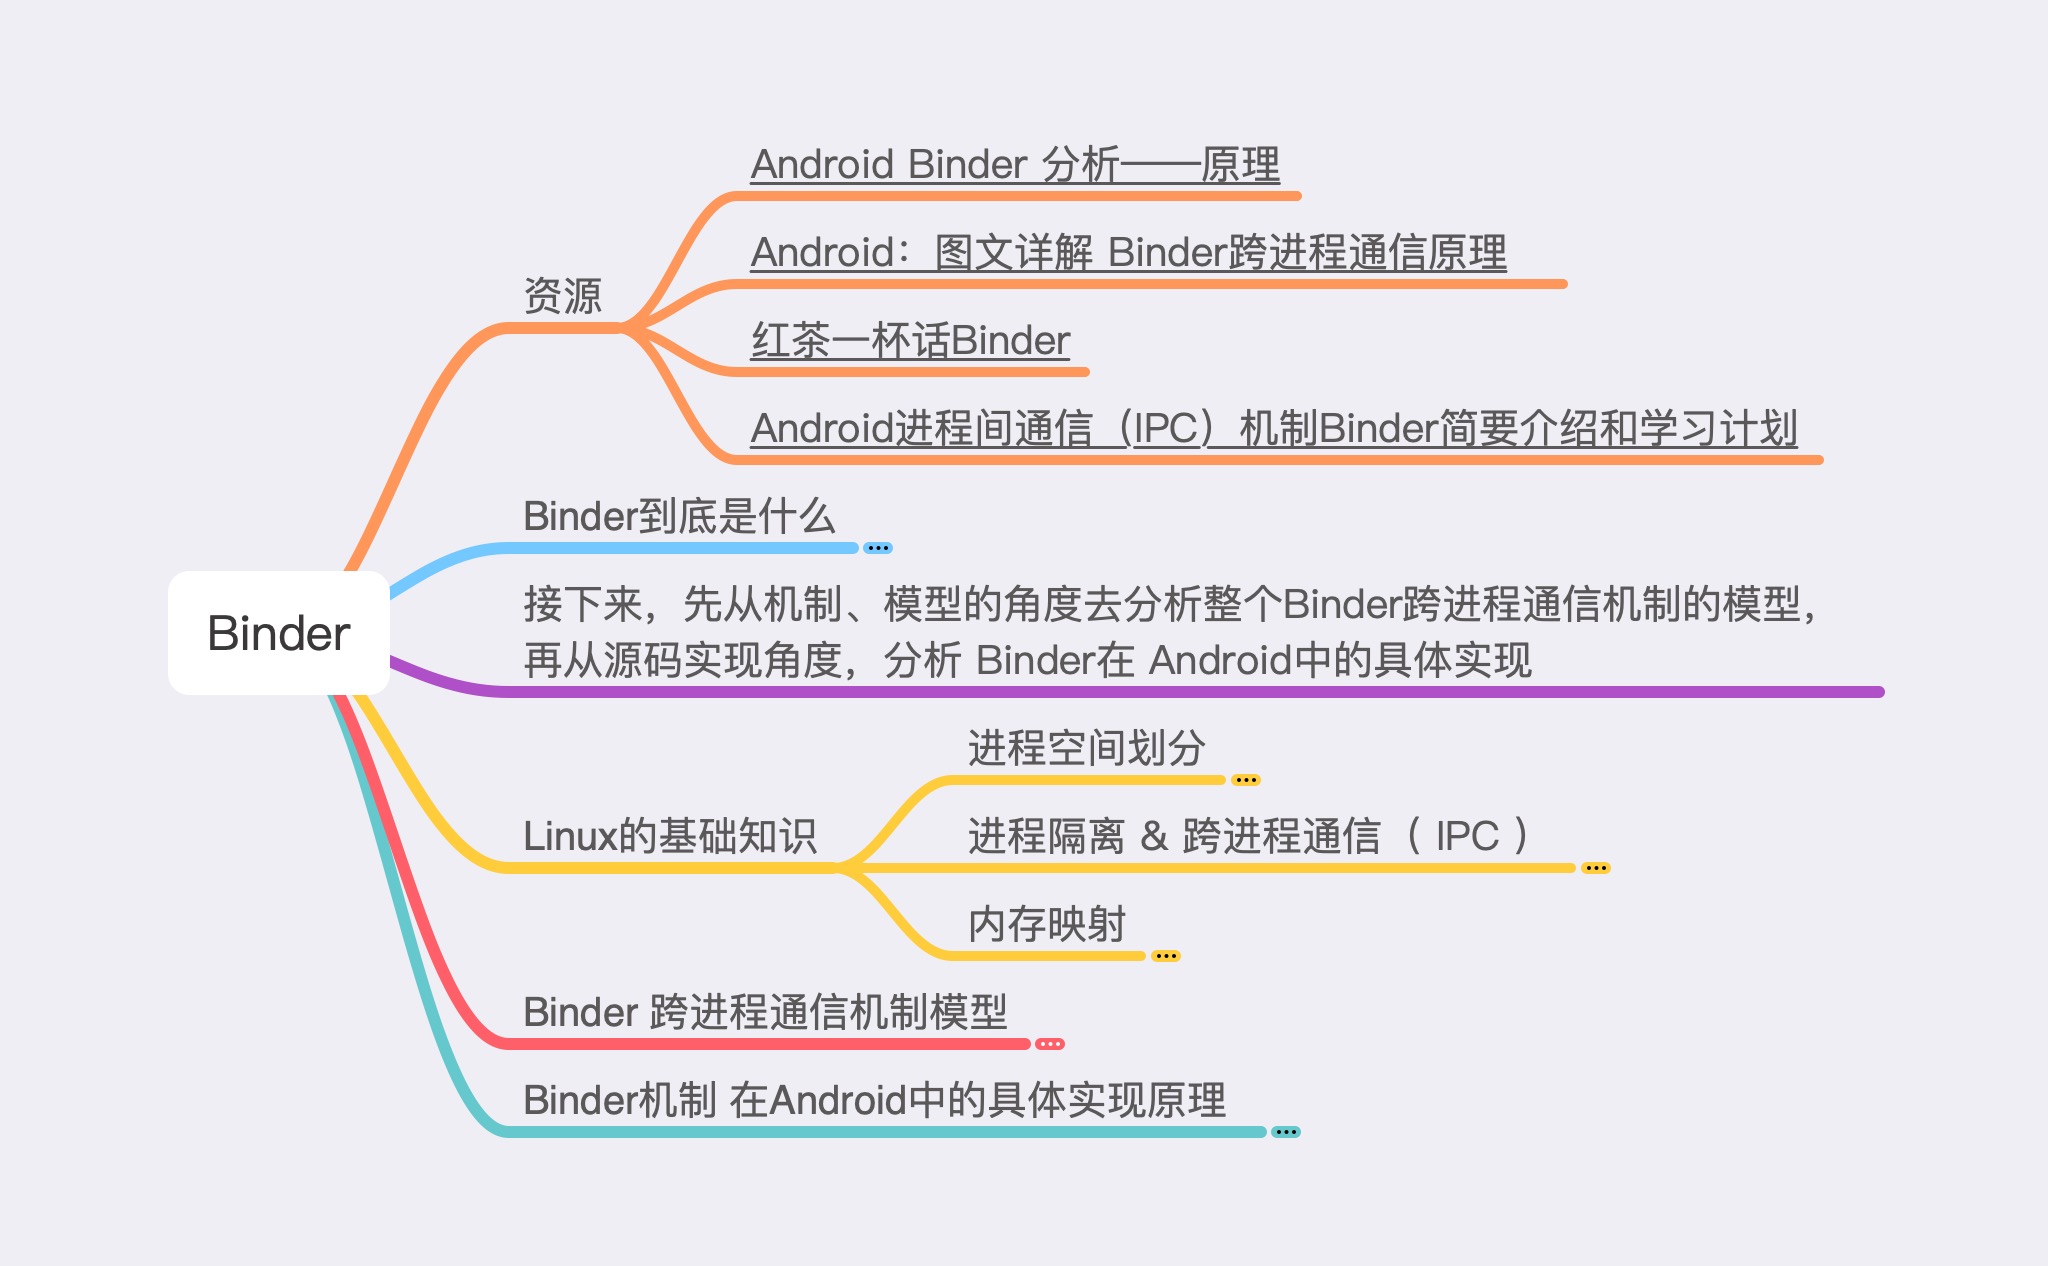 Android Binder 分析——原理
Android：图文详解 Binder跨进程通信原理
资源
红茶一杯话Binder
Android进程间通信（IPC）机制Binder简要介绍和学习计划
Binder到底是什么
Binder
接下来，先从机制、模型的角度去分析整个Binder跨进程通信机制的模型，
再从源码实现角度，分析 Binder在 Android中的具体实现
进程空间划分
Linux的基础知识
进程隔离 & 跨进程通信（ IPC ）
内存映射
Binder 跨进程通信机制模型
Binder机制 在Android中的具体实现原理